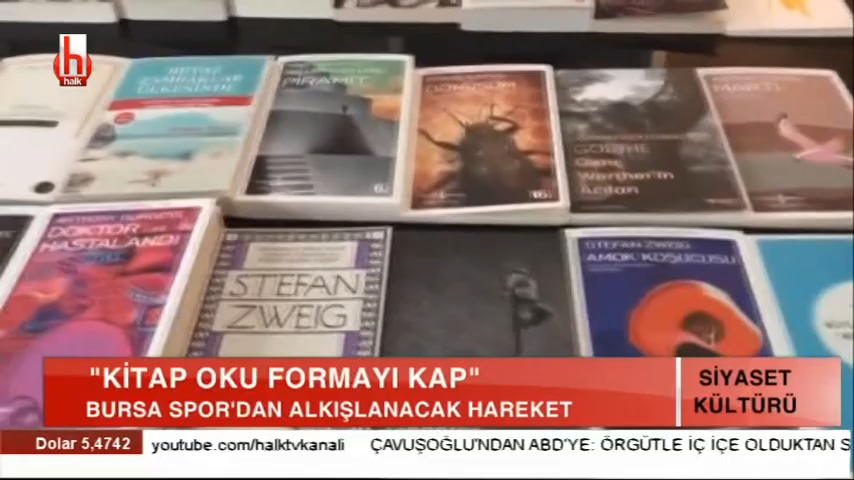 h
halk
BEYAZ
ZAMBAKLAR
ÜLKESİNDE
PİRAMİT
DÖNÜŞÜM
GOETHE
Genç
Werther'in
Acıları
MARTI
ANTHONY BURGESS
DOKTOR
HASTALANDI
STEFAN
ZWEIG
STEFAN ZWEIG
AMOK KOŞUCUSU
"KİTAP OKU FORMAYI KAP"
BURSA SPOR'DAN ALKIŞLANACAK HAREKET
SİYASET
KÜLTÜRÜ
Dolar 5,4742
youtube.com/halktvkanali
ÇAVUŞOĞLU'NDAN ABD'YE: ÖRGÜTLE İÇ İÇE OLDUKTAN S